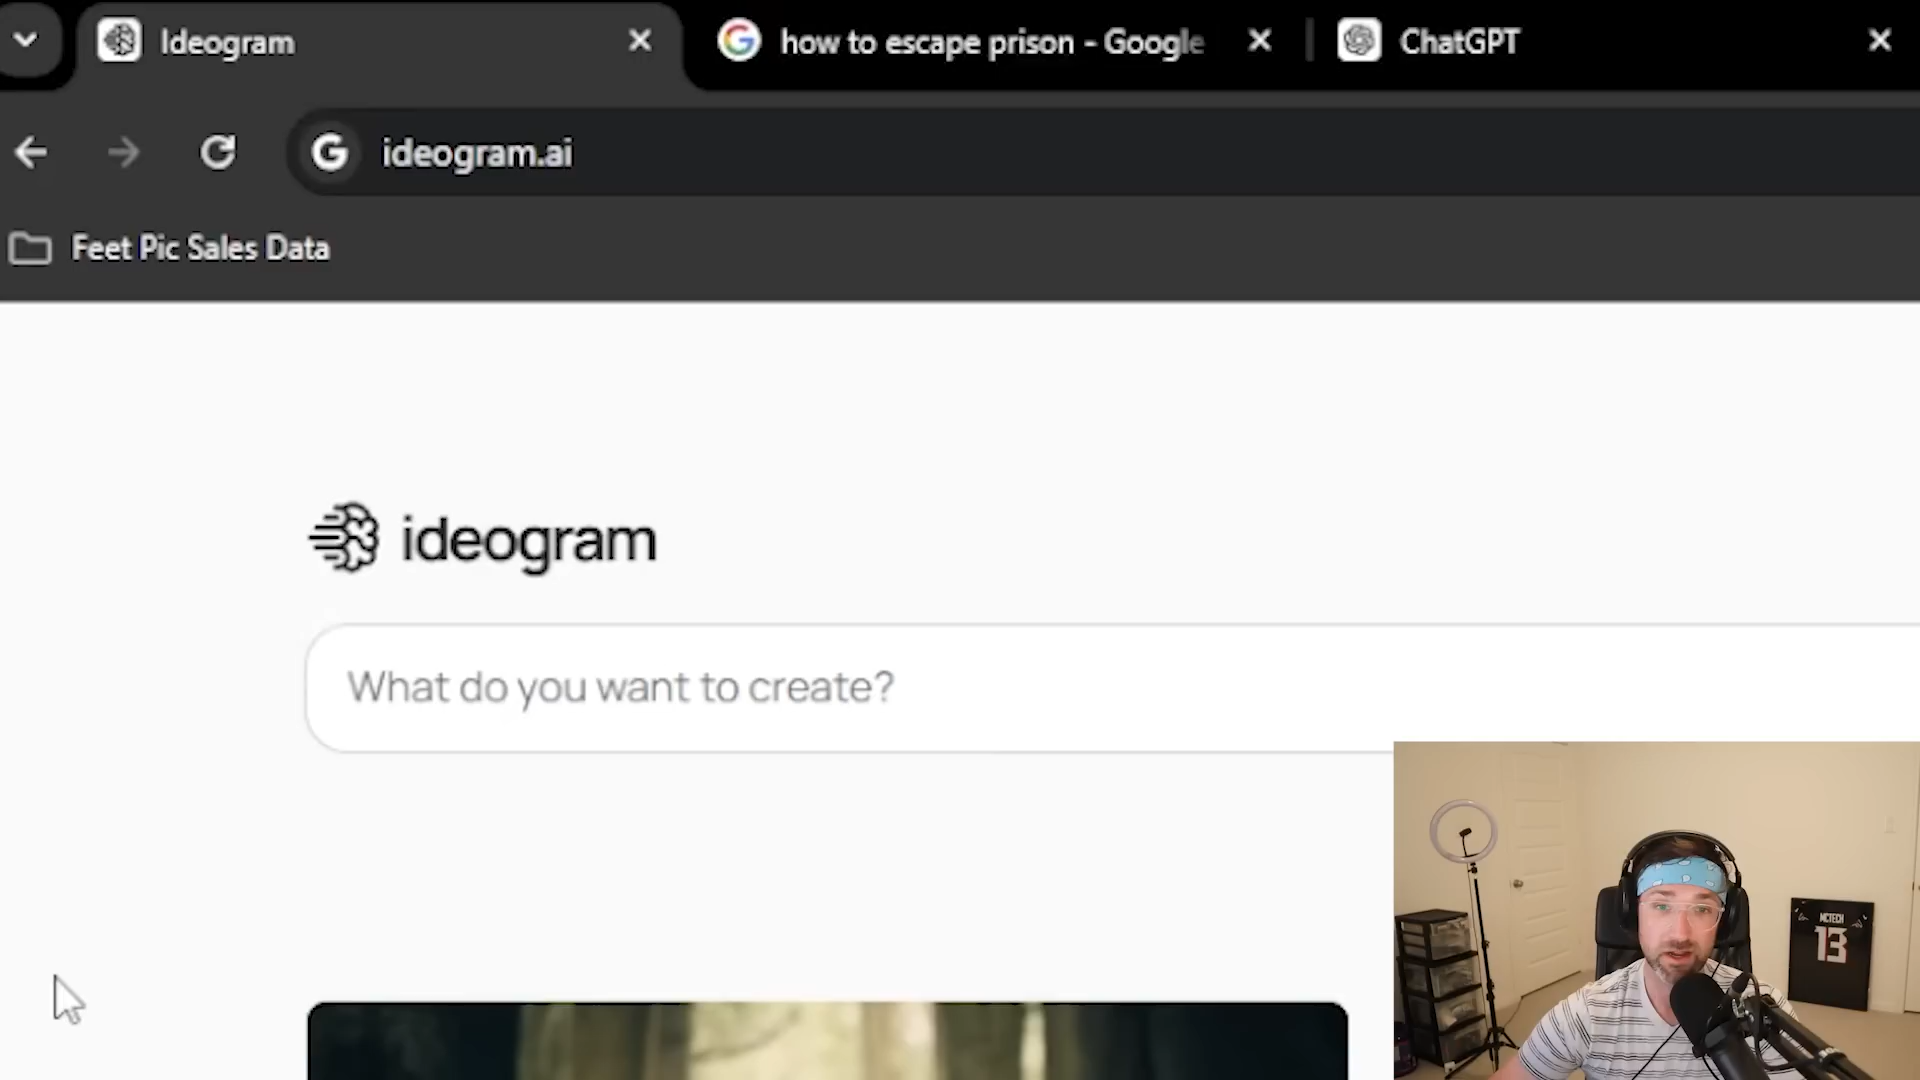 Ideogram
how to escape prison - Google
ChatGPT
ideogram.ai
Feet Pic Sales Data
ideogram
What do you want to create?
MCTECH
13